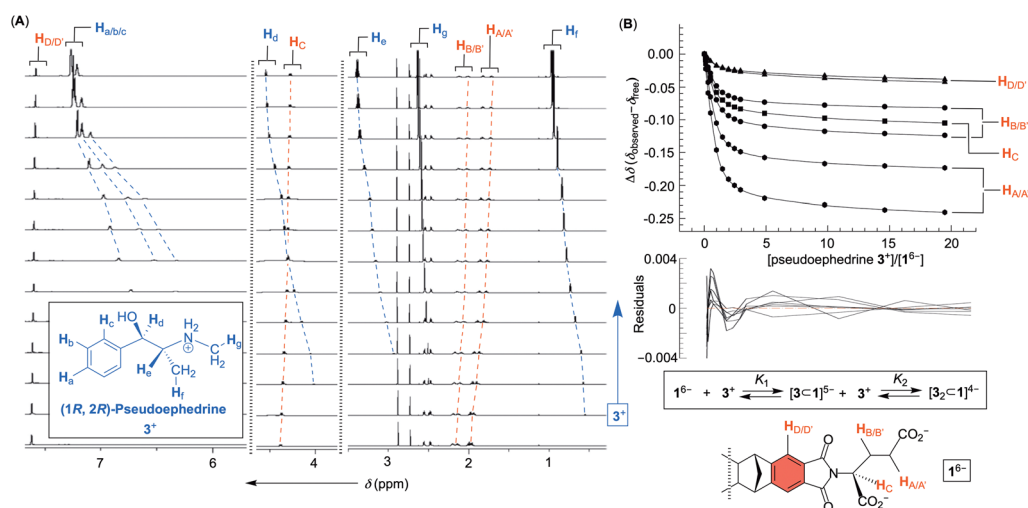 (A)
H_D/D'
H_a/b/c
H_d
H_C
H_e
H_g
H_B/B'
H_A/A'
H_f
HO
H_c
H_d
H_2
N
⊕
H_b
H_a
H_e
CH_2
CH_2
H_g
H_f
(1R, 2R)-Pseudoephedrine
3^+
3^+
7
6
4
3
2
1
δ (ppm)
(B)
0.00
-0.05
-0.10
-0.15
-0.20
-0.25
Δδ (δ_observed–δ_free)
H_D/D'
H_B/B'
H_C
H_A/A'
0
5
10
15
20
[pseudoephedrine 3^+]/[1^6–]
0.004
0.000
−0.004
Residuals
1^6– + 3^+ K_1 [3⊂1]^5– + 3^+ K_2 [3_2⊂1]^4–
H_D/D'
O
N
O
H_B/B'
CO_2^–
H_A/A'
H_C
CO_2^–
1^6–